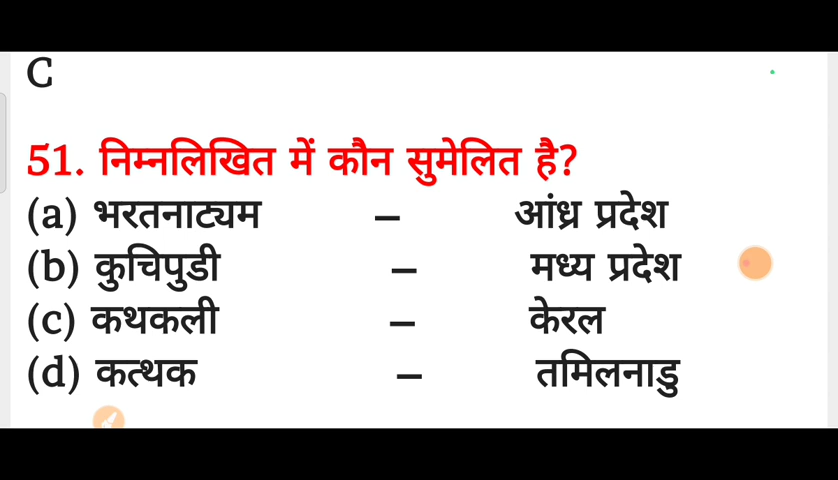 C
51. निम्नलिखित में कौन सुमेलित है?
(a) भरतनाट्यम – आंध्र प्रदेश
(b) कुचिपुडी – मध्य प्रदेश
(c) कथकली – केरल
(d) कत्थक – तमिलनाडु